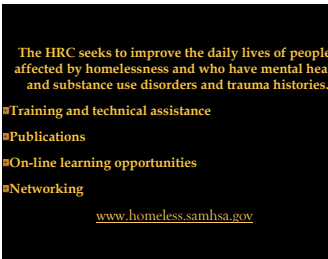 The HRC seeks to improve the daily lives of people
affected by homelessness and who have mental hea
and substance use disorders and trauma histories.
Training and technical assistance
Publications
On-line learning opportunities
Networking
www.homeless.samhsa.gov